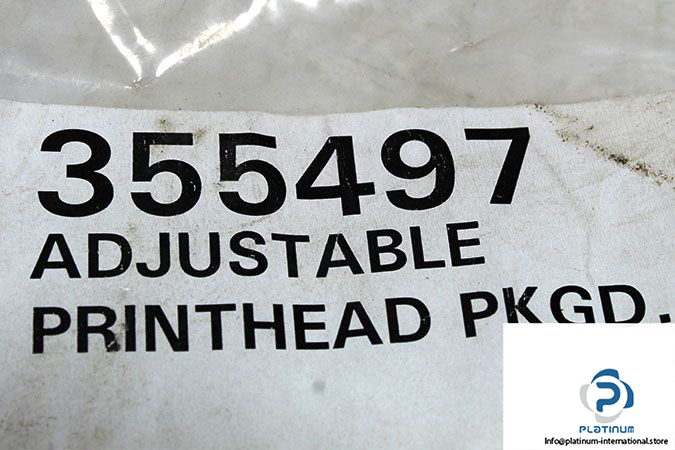 355497
ADJUSTABLE
PRINTHEAD PKGD.
PLATINUM
Info@platinum-international.store